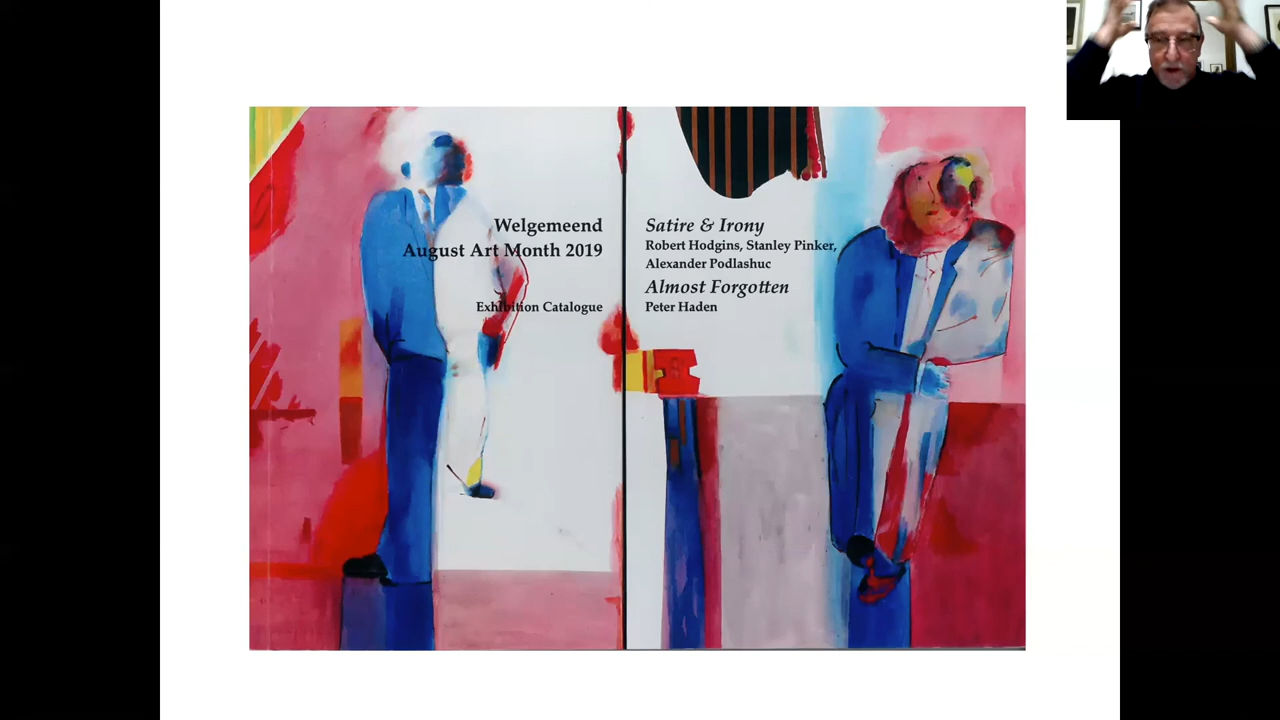 Welgemeend
August Art Month 2019
Exhibition Catalogue
Satire & Irony
Robert Hodgins, Stanley Pinker,
Alexander Podlashuc
Almost Forgotten
Peter Haden